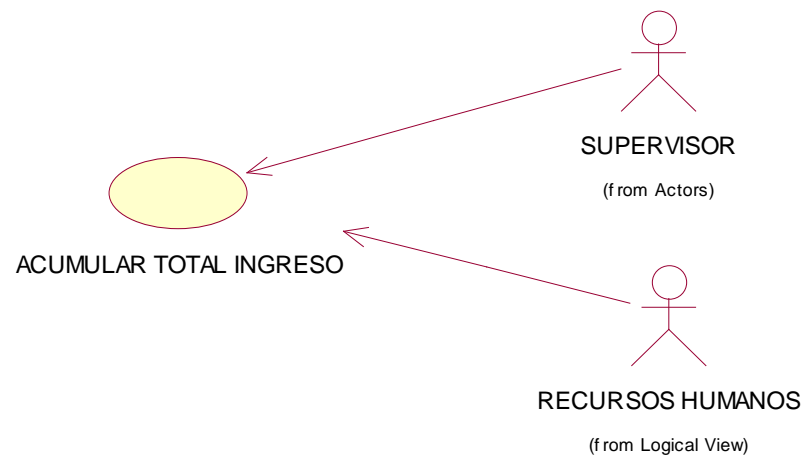 SUPERVISOR
(from Actors)
ACUMULAR TOTAL INGRESO
RECURSOS HUMANOS
(from Logical View)